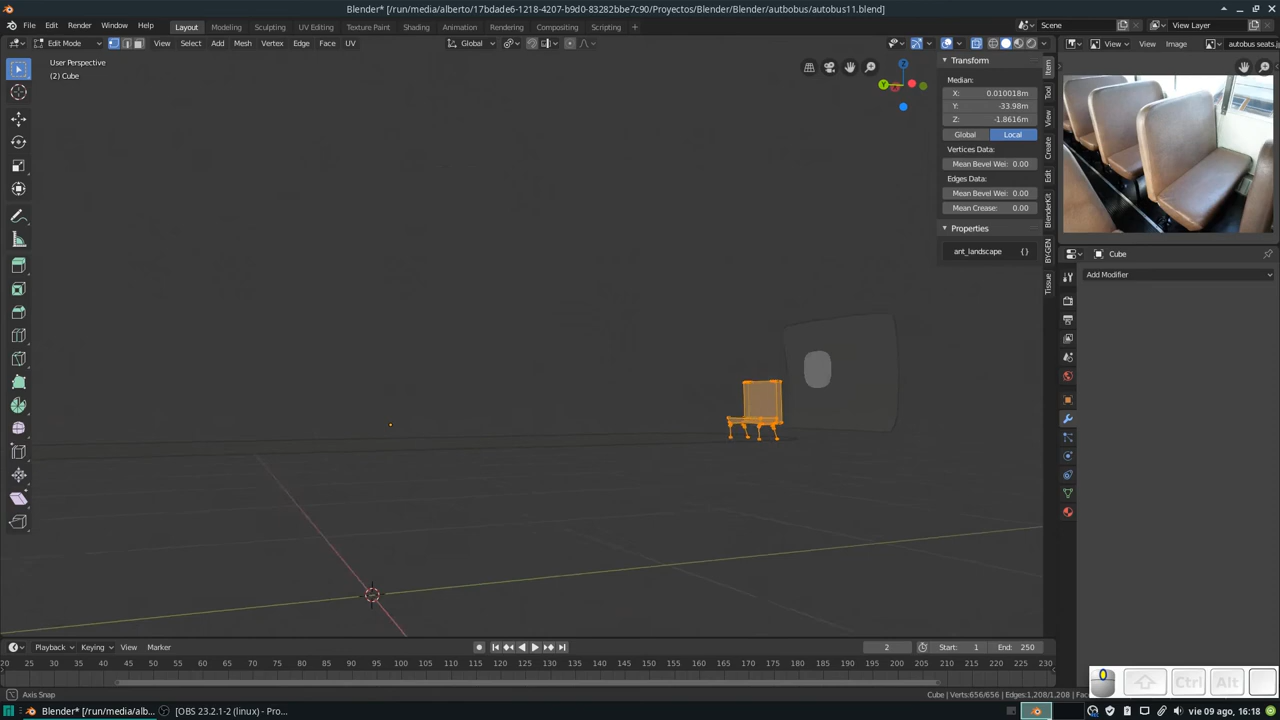 Blender* [/run/media/alberto/17bdade6-1218-4207-b9d0-83282bbe7c90/Proyectos/Blender/Blender/autbobus/autobus11.blend]
File Edit Render Window Help Layout Modeling Sculpting UV Editing Texture Paint Shading Animation Rendering Compositing Scripting + Scene View Layer
Edit Mode View Select Add Mesh Vertex Edge Face UV Global View View Image autobus seats.j
User Perspective
(2) Cube
Transform
Median:
X: 0.010018m
Y: -33.98m
Z: -1.8616m
Global Local
Vertices Data:
Mean Bevel Wei: 0.00
Edges Data:
Mean Bevel Wei: 0.00
Mean Crease: 0.00
Properties
ant_landscape {}
Item
Tool
View
Create
Edit
BlenderKit
BY-GEN
Tissue
Z
Y
Cube
Add Modifier
Playback Keying View Marker 2 Start: 1 End: 250
20 25 30 35 40 45 50 55 60 65 70 75 80 85 90 95 100 105 110 115 120 125 130 135 140 145 150 155 160 165 170 175 180 185 190 195 200 205 210 215 220 225 230 235
Axis Snap Cube | Verts:656/656 | Edges:1,208/1,208 | Fac
Ctrl Alt
Blender* [/run/media/alb... [OBS 23.2.1-2 (linux) - Pro... vie 09 ago, 16:18